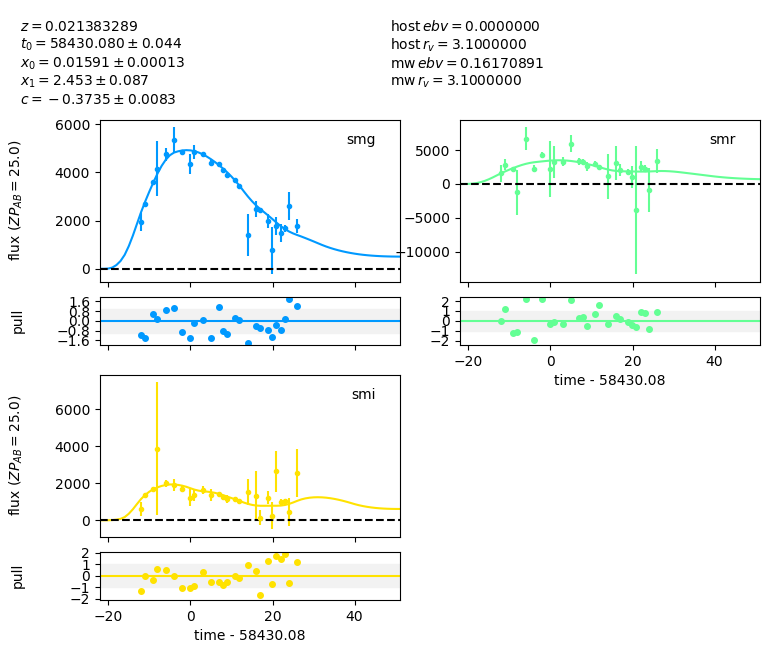 z = 0.021383289
t0 = 58430.080 ± 0.044
x0 = 0.01591 ± 0.00013
x1 = 2.453 ± 0.087
c = −0.3735 ± 0.0083
host ebv = 0.0000000
host r_v = 3.1000000
mw ebv = 0.16170891
mw r_v = 3.1000000
flux (ZP_AB = 25.0)
6000
4000
2000
0
smg
5000
0
−5000
−10000
smr
pull
1.6
0.8
0.0
−0.8
−1.6
2
1
0
−1
−2
−20
0
20
40
time - 58430.08
flux (ZP_AB = 25.0)
6000
4000
2000
0
smi
pull
2
1
0
−1
−2
−20
0
20
40
time - 58430.08